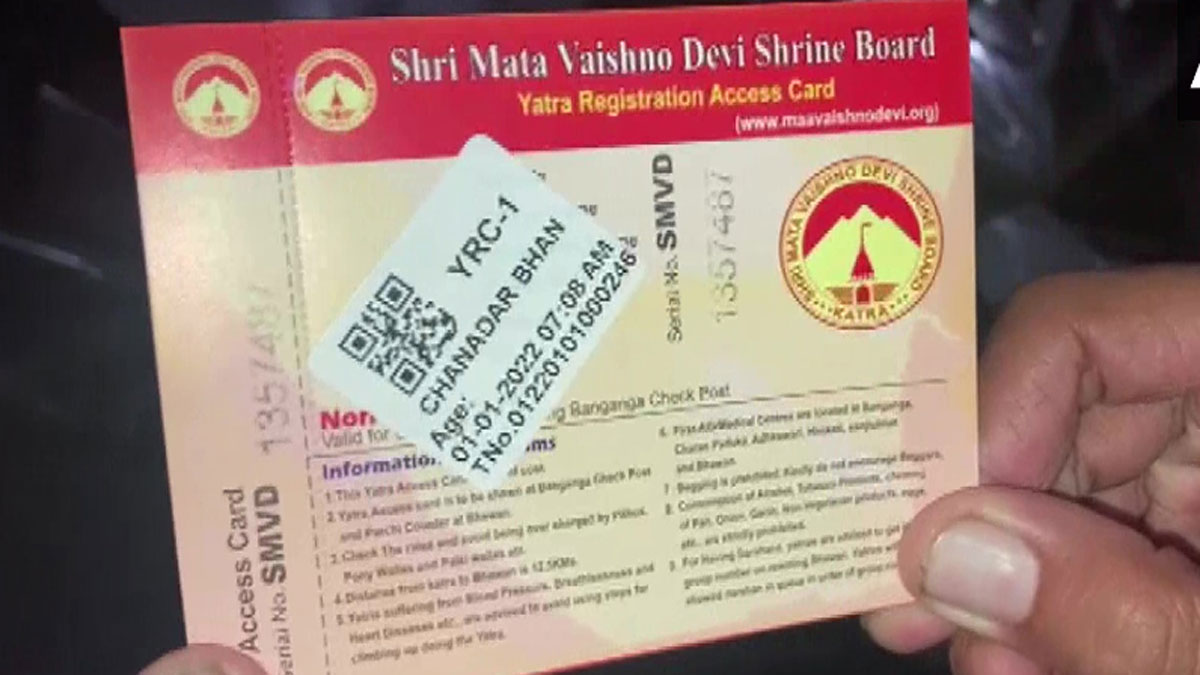 Shri Mata Vaishno Devi Shrine Board
Yatra Registration Access Card
(www.maavaishnodevi.org)
SHRI MATA VAISHNO DEVI SHRINE BOARD
KATRA
Serial No. SMVD
1357487
YRC-1
CHANADAR BHAN
Age:
01-01-2022 07:08 AM
TNo.0122010101000246
Banganga Check Post
Valid for
1 This Yatra Access
2. Yatra Access card is to be shown at Banganga Check Post
and Parchi Counter at Bhawan.
3. Check The rates and avoid being over charged by Pithus,
Pony Wallas and Palki wallas etc.
4. Distance from katra to Bhawan is 12.5KMs.
5. Yatris suffering from Blood Pressure, Breathlessness and
Heart Diseases etc., are advised to avoid using steps for
climbing up doing the Yatra.
6. First Aid/Medical Centres are located at Banganga,
Charan Paduka, Adhkwari, Himkoti, sanjichhat
and Bhawan.
7. Begging is prohibited. Kindly do not encourage Beggars.
8. Consumption of Alcohol, Tobacco Products, chewing
of Pan, Onion, Garlic, Non vegetarian products, eggs,
etc., are strictly prohibited.
9. For Having Darshan, yatries are advised to get
group number on reaching Bhawan. Yatries
allowed darshan in queue in order of group
Access Card
Serial No. SMVD
1357487